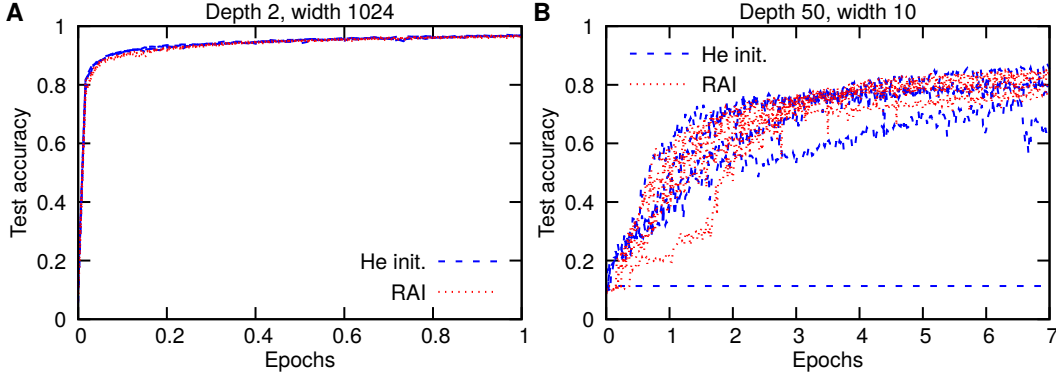 A
Depth 2, width 1024
Test accuracy
1
0.8
0.6
0.4
0.2
0
He init.
RAI
0 0.2 0.4 0.6 0.8 1
Epochs
B
Depth 50, width 10
Test accuracy
1
0.8
0.6
0.4
0.2
0
He init.
RAI
0 1 2 3 4 5 6 7
Epochs